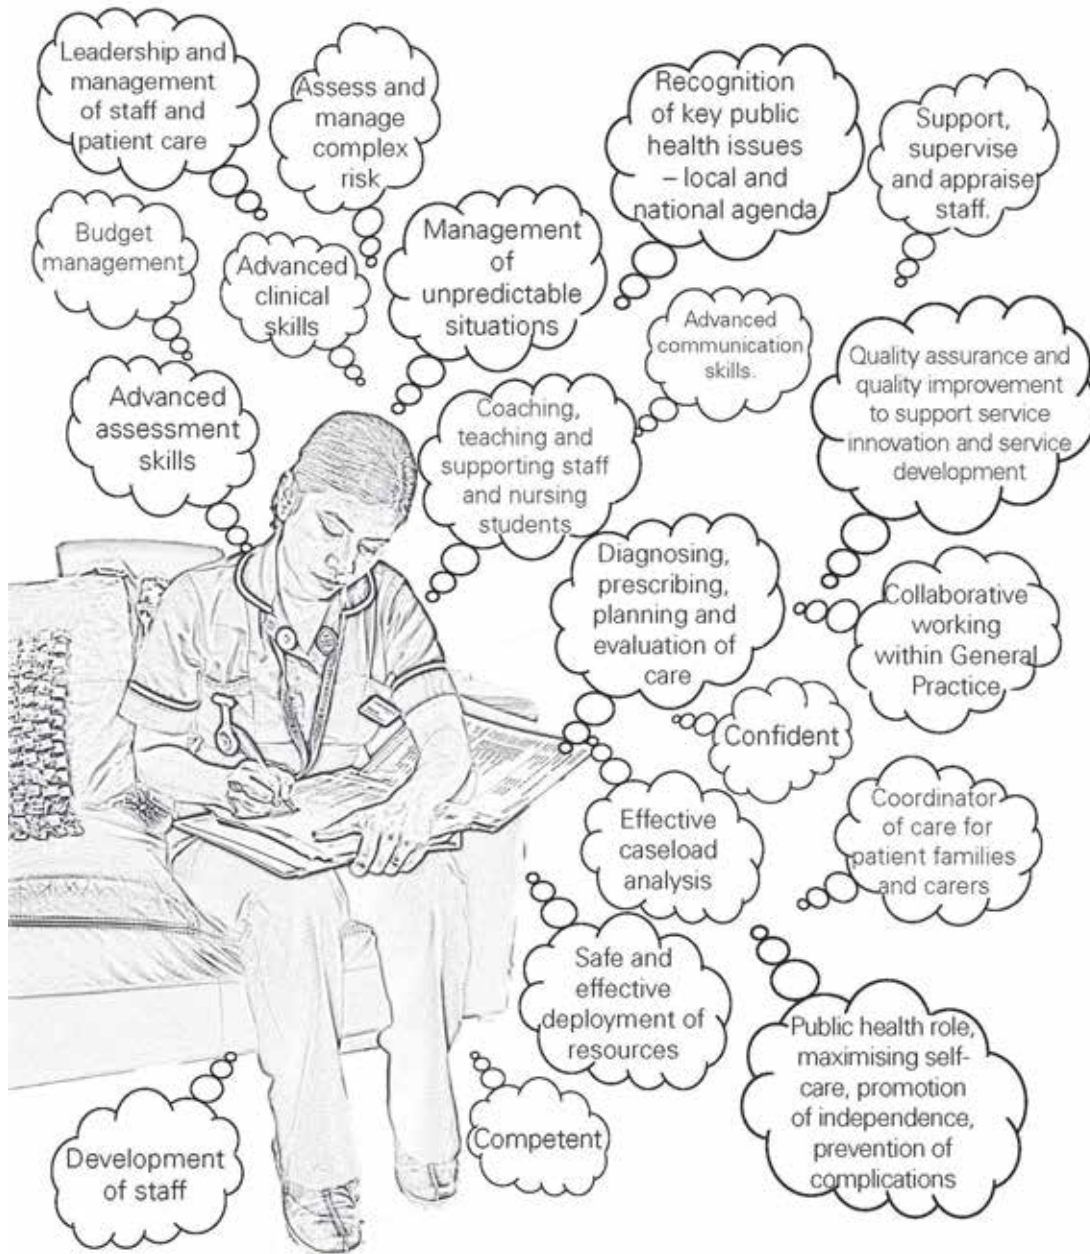 Leadership and
management
of staff and
patient care
Assess and
manage
complex
risk
Recognition
of key public
health issues
– local and
national agenda
Support,
supervise
and appraise
staff.
Budget
management
Advanced
clinical
skills
Management
of
unpredictable
situations
Advanced
communication
skills.
Quality assurance and
quality improvement
to support service
innovation and service
development
Advanced
assessment
skills
Coaching,
teaching and
supporting staff
and nursing
students
Diagnosing,
prescribing,
planning and
evaluation of
care
Collaborative
working
within General
Practice
Confident
Effective
caseload
analysis
Coordinator
of care for
patient families
and carers
Safe and
effective
deployment of
resources
Public health role,
maximising self-
care, promotion
of independence,
prevention of
complications
Development
of staff
Competent